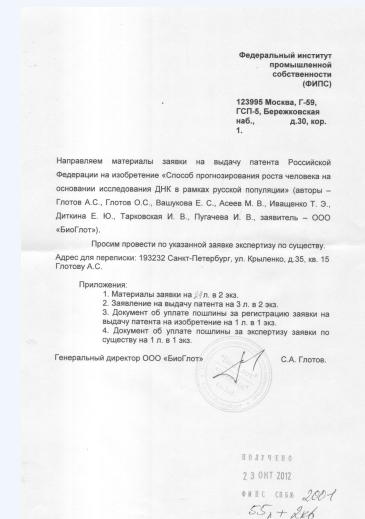 Федеральный институт
промышленной
собственности
(ФИПС)
123995 Москва, Г-59,
ГСП-5, Бережковская
наб., д.30, кор.
1.
Направляем материалы заявки на выдачу патента Российской
Федерации на изобретение «Способ прогнозирования роста человека на
основании исследования ДНК в рамках русской популяции» (авторы –
Глотов А.С., Глотов О.С., Вашукова Е. С., Асеев М. В., Иващенко Т. Э.,
Диткина Е. Ю., Тарковская И. В., Пугачева И. В., заявитель – ООО
«БиоГлот»).
Просим провести по указанной заявке экспертизу по существу.
Адрес для переписки: 193232 Санкт-Петербург, ул. Крыленко, д.35, кв. 15
Глотову А.С.
Приложения:
1. Материалы заявки на л. в 2 экз.
2. Заявление на выдачу патента на 3 л. в 2 экз.
3. Документ об уплате пошлины за регистрацию заявки на
выдачу патента на изобретение на 1 л. в 1 экз.
4. Документ об уплате пошлины за экспертизу заявки по
существу на 1 л. в 1 экз.
Генеральный директор ООО «БиоГлот» С.А. Глотов.
ПОЛУЧЕНО
23 ОКТ 2012
ФИПС СПБ 2001
55л + 2кв